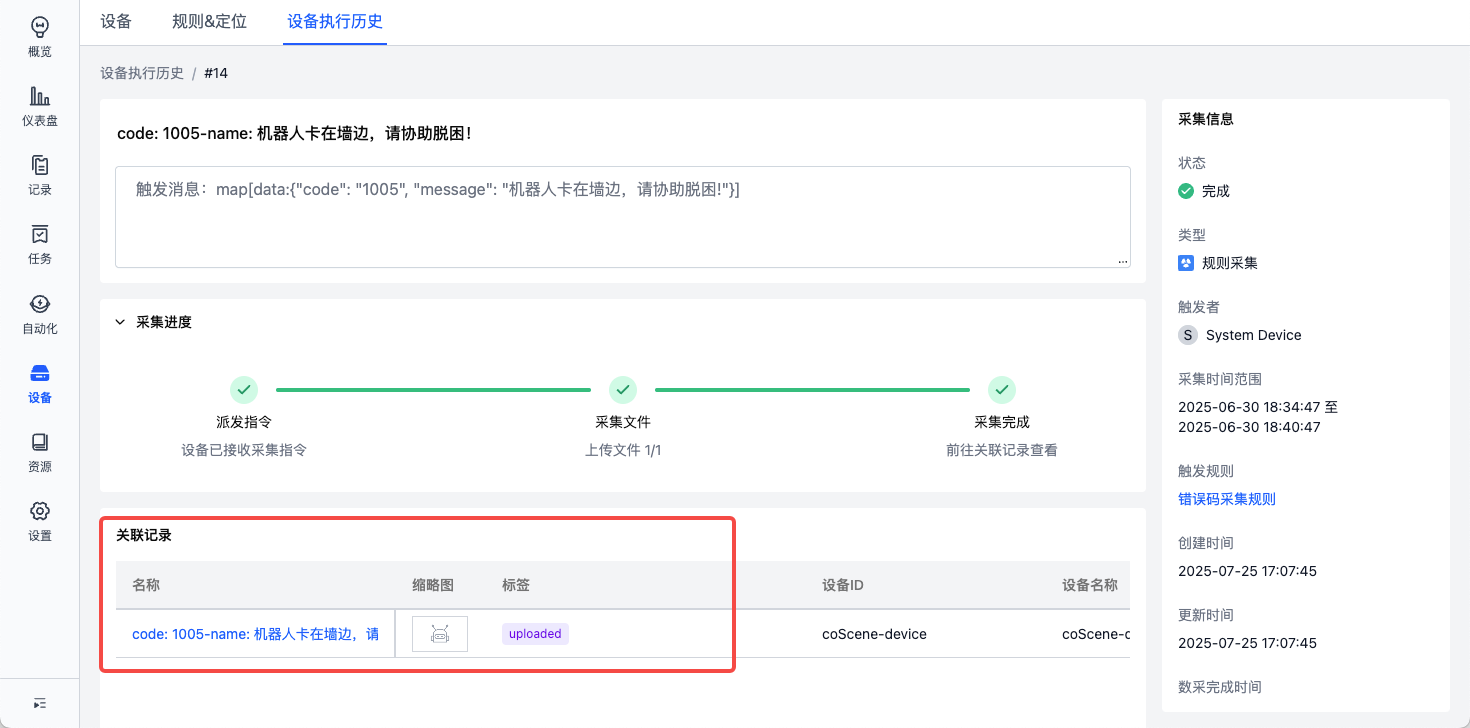 概览
仪表盘
记录
任务
自动化
设备
资源
设置
设备 规则&定位 设备执行历史
设备执行历史 / #14
code: 1005-name: 机器人卡在墙边，请协助脱困！
触发消息：map[data:{"code": "1005", "message": "机器人卡在墙边，请协助脱困!"}]
...
采集进度
派发指令 采集文件 采集完成
设备已接收采集指令 上传文件 1/1 前往关联记录查看
关联记录
名称 缩略图 标签 设备ID 设备名称
code: 1005-name: 机器人卡在墙边，请 uploaded coScene-device coScene-
采集信息
状态
完成
类型
规则采集
触发者
S System Device
采集时间范围
2025-06-30 18:34:47 至
2025-06-30 18:40:47
触发规则
错误码采集规则
创建时间
2025-07-25 17:07:45
更新时间
2025-07-25 17:07:45
数采完成时间